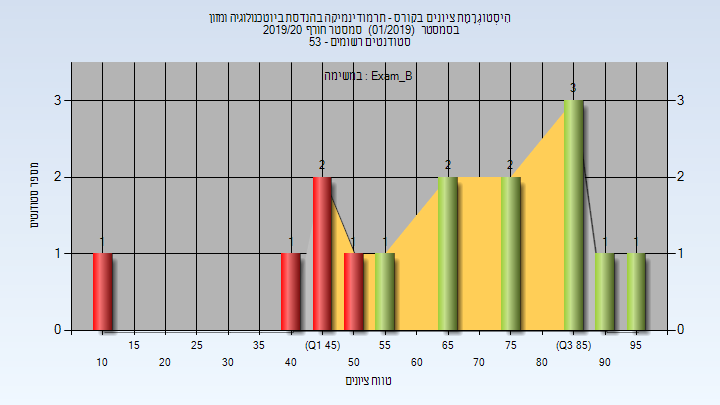 הִיסְטוֹגְרָמַת ציונים בקורס - תרמודינמיקה בהנדסת ביוטכנולוגיה ומזון
בסמסטר (01/2019) סמסטר חורף 2019/20
סטודנטים רשומים - 53
במשימה : Exam_B
מספר סטודנטים
3 3
2 2
1 1
0 0
1 1 2 1 1 2 2 3 1 1
15 25 35 (Q1 45) 55 65 75 (Q3 85) 95
10 20 30 40 50 60 70 80 90
טווח ציונים